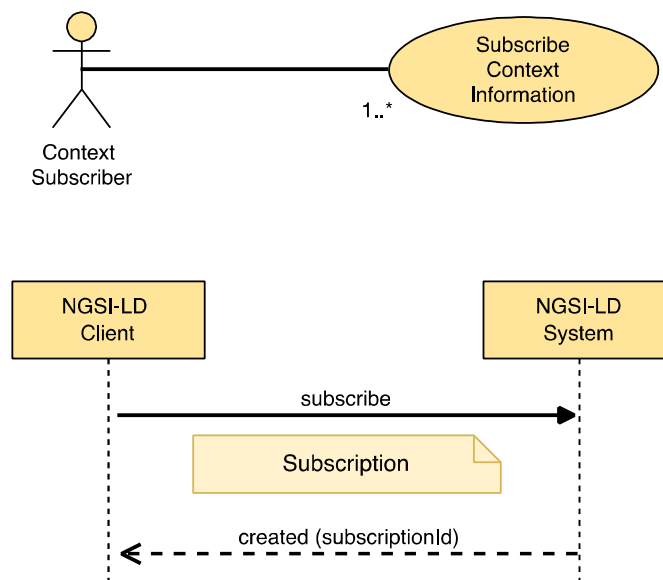 Subscribe
Context
Information
1..*
Context
Subscriber
NGSI-LD
Client
NGSI-LD
System
subscribe
Subscription
created (subscriptionId)